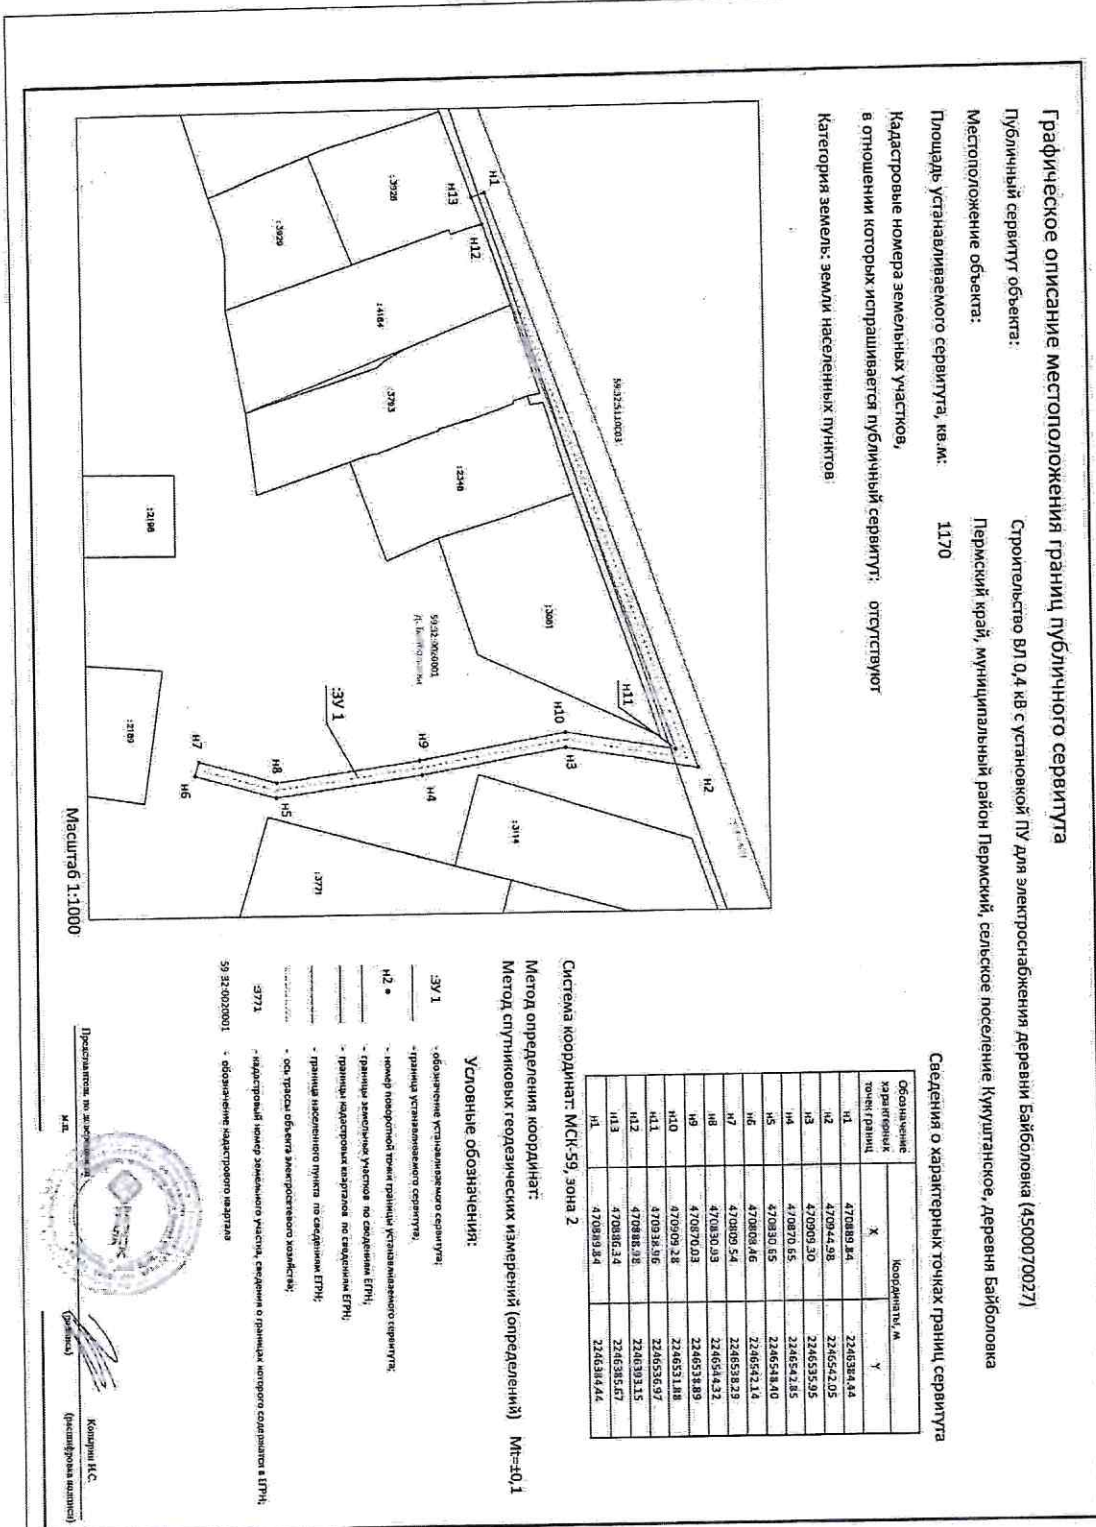 Графическое описание местоположения границ публичного сервитута
Публичный сервитут объекта: Строительство ВЛ 0,4 кВ с установкой ПУ для электроснабжения деревни Байболовка (4500070027)
Местоположение объекта: Пермский край, муниципальный район Пермский, сельское поселение Кукуштанское, деревня Байболовка
Площадь устанавливаемого сервитута, кв.м: 1170
Кадастровые номера земельных участков,
в отношении которых испрашивается публичный сервитут: отсутствуют
Категория земель: земли населенных пунктов
н1
н13
н12
:3928
:3929
:4164
:3793
:2348
:3081
н11
н2
н10
н3
н9
н4
н8
н5
н7
н6
:ЗУ 1
59:32:0020001
:2198
:2189
:3114
:3771
Масштаб 1:1000
Сведения о характерных точках границ сервитута
Обозначение характерных точек границ
Координаты, м
X Y
н1 470889.84 2246384.44
н2 470944.98 2246542.05
н3 470909.30 2246535.95
н4 470870.65 2246542.85
н5 470830.65 2246548.40
н6 470808.46 2246542.14
н7 470809.54 2246538.29
н8 470830.93 2246544.32
н9 470870.03 2246538.89
н10 470909.28 2246531.88
н11 470938.96 2246536.97
н12 470888.98 2246393.15
н13 470886.34 2246385.67
н1 470889.84 2246384.44
Система координат: МСК-59, зона 2
Метод определения координат:
Метод спутниковых геодезических измерений (определений) Mt=±0,1
Условные обозначения:
:ЗУ 1 - обозначение устанавливаемого сервитута;
- граница устанавливаемого сервитута;
н2 • - номер поворотной точки границы устанавливаемого сервитута;
- границы земельных участков по сведениям ЕГРН;
- границы кадастровых кварталов по сведениям ЕГРН;
- граница населенного пункта по сведениям ЕГРН;
- ось трассы объекта электросетевого хозяйства;
:3771 - кадастровый номер земельного участка, сведения о границах которого содержатся в ЕГРН;
59:32:0020001 - обозначение кадастрового квартала
Представитель по доверенности
м.п.
(подпись)
Копырин И.С.
(расшифровка подписи)